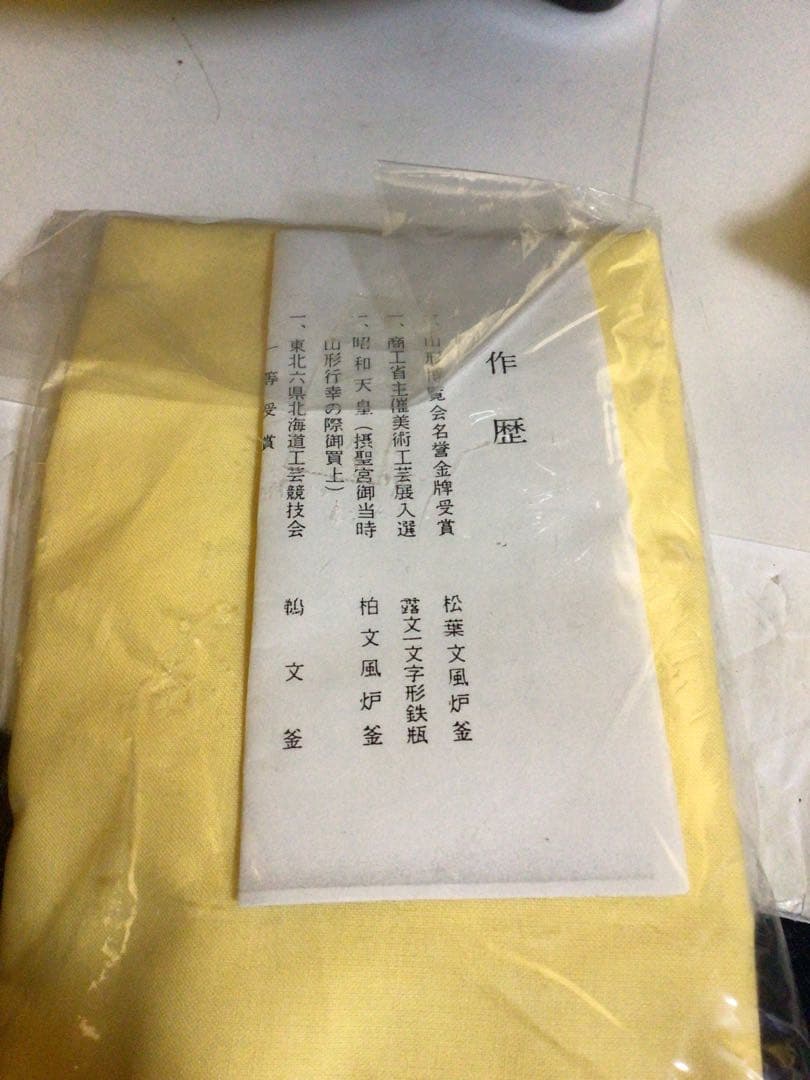 作歴
一、山形博覧会名誉金牌受賞 松葉文風炉釜
一、商工省主催美術工芸展入選 文一文字形鉄瓶
一、昭和天皇(摂聖宮御当時
山形行幸の際御買上) 柏文風炉釜
一、東北六県北海道工芸競技会
一等受賞 文釜